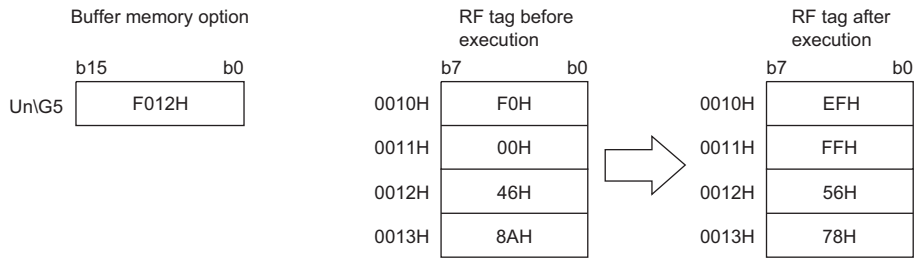 Buffer memory option
b15 b0
Un\G5 F012H
RF tag before
execution
b7 b0
0010H F0H
0011H 00H
0012H 46H
0013H 8AH
RF tag after
execution
b7 b0
0010H EFH
0011H FFH
0012H 56H
0013H 78H